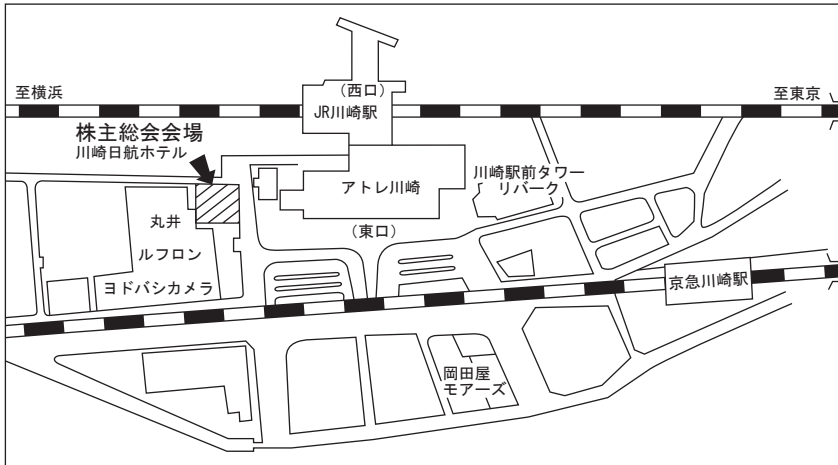 至横浜
（西口）
JR川崎駅
至東京
株主総会会場
川崎日航ホテル
アトレ川崎
川崎駅前タワー
リバーク
丸井
ルフロン
ヨドバシカメラ
（東口）
京急川崎駅
岡田屋
モアーズ